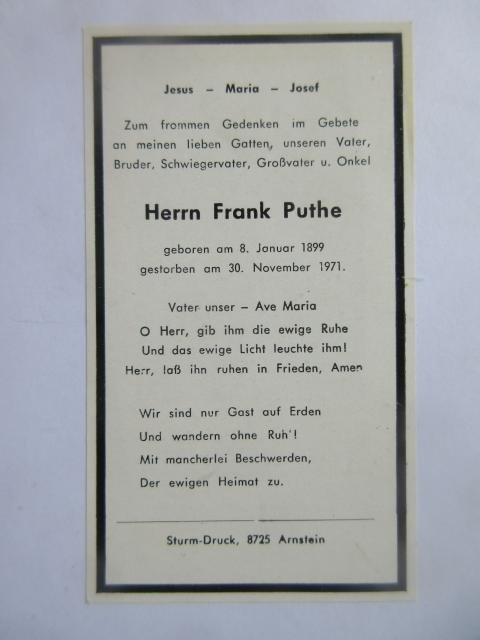 Jesus – Maria – Josef
Zum frommen Gedenken im Gebete
an meinen lieben Gatten, unseren Vater,
Bruder, Schwiegervater, Großvater u. Onkel
Herrn Frank Puthe
geboren am 8. Januar 1899
gestorben am 30. November 1971.
Vater unser – Ave Maria
O Herr, gib ihm die ewige Ruhe
Und das ewige Licht leuchte ihm!
Herr, laß ihn ruhen in Frieden, Amen
Wir sind nur Gast auf Erden
Und wandern ohne Ruh'!
Mit mancherlei Beschwerden,
Der ewigen Heimat zu.
Sturm-Druck, 8725 Arnstein